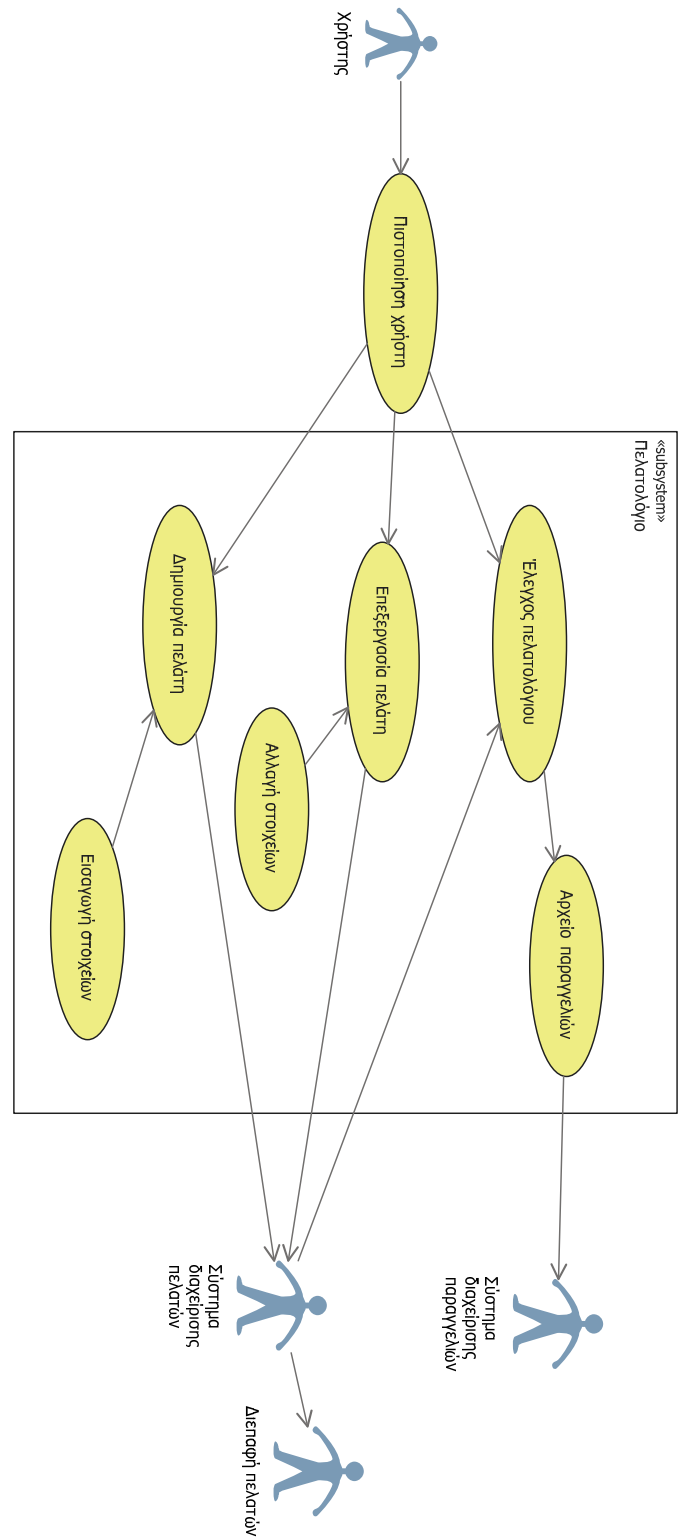 Χρήστης
Πιστοποίηση χρήστη
«subsystem»
Πελατολόγιο
Έλεγχος πελατολόγιου
Επεξεργασία πελάτη
Δημιουργία πελάτη
Αλλαγή στοιχείων
Εισαγωγή στοιχείων
Αρχείο παραγγελιών
Σύστημα
διαχείρισης
παραγγελιών
Σύστημα
διαχείρισης
πελατών
Διεπαφή πελατών